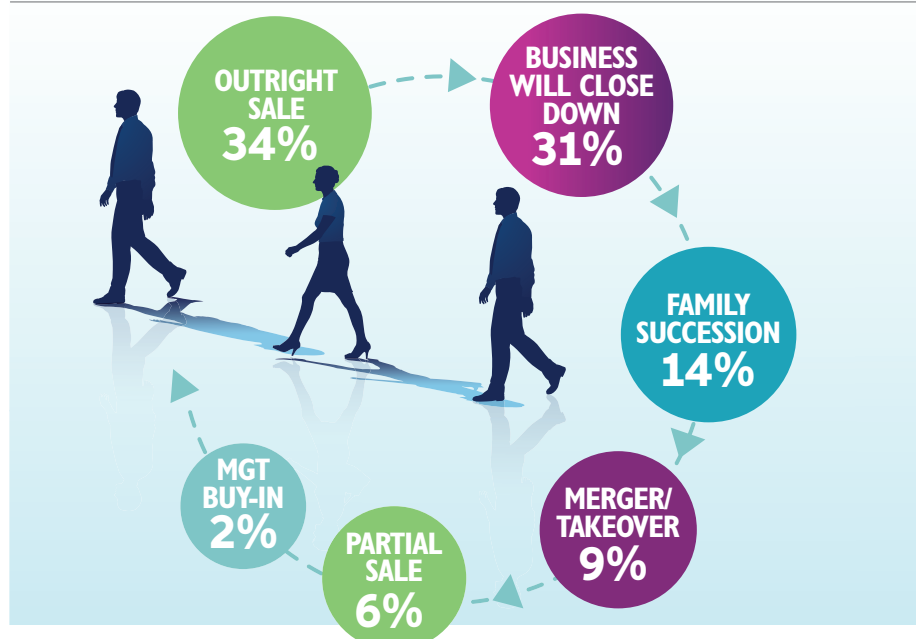 OUTRIGHT
SALE
34%
BUSINESS
WILL CLOSE
DOWN
31%
FAMILY
SUCCESSION
14%
MERGER/
TAKEOVER
9%
PARTIAL
SALE
6%
MGT
BUY-IN
2%